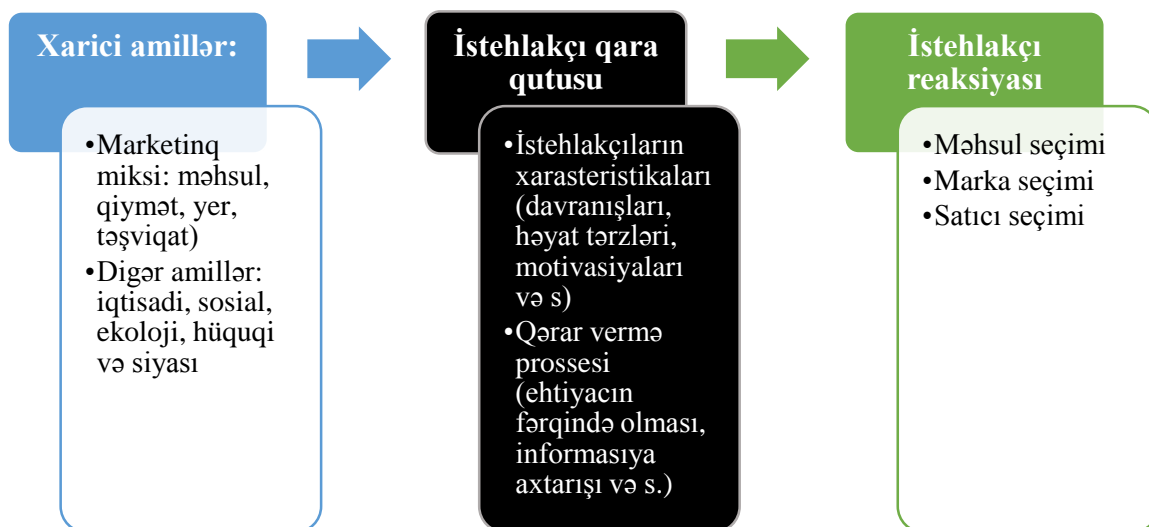 Xarici amillər:
•Marketinq
miksi: məhsul,
qiymət, yer,
təşviqat)
•Digər amillər:
iqtisadi, sosial,
ekoloji, hüquqi
və siyası
İstehlakçı qara
qutusu
•İstehlakçıların
xarasteristikaları
(davranışları,
həyat tərzləri,
motivasiyaları
və s)
•Qərar vermə
prossesi
(ehtiyacın
fərqində olması,
informasıya
axtarışı və s.)
İstehlakçı
reaksiyası
•Məhsul seçimi
•Marka seçimi
•Satıcı seçimi